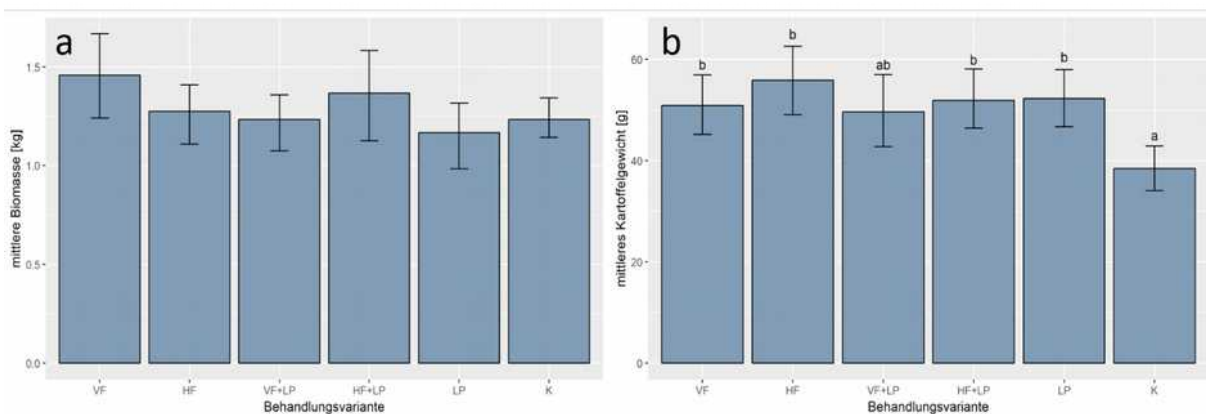 a
mittlere Biomasse [kg]
1.5
1.0
0.5
0.0
VF HF VF+LP HF+LP LP K
Behandlungsvariante
b
mittleres Kartoffelgewicht [g]
60
40
20
0
b b ab b b a
VF HF VF+LP HF+LP LP K
Behandlungsvariante